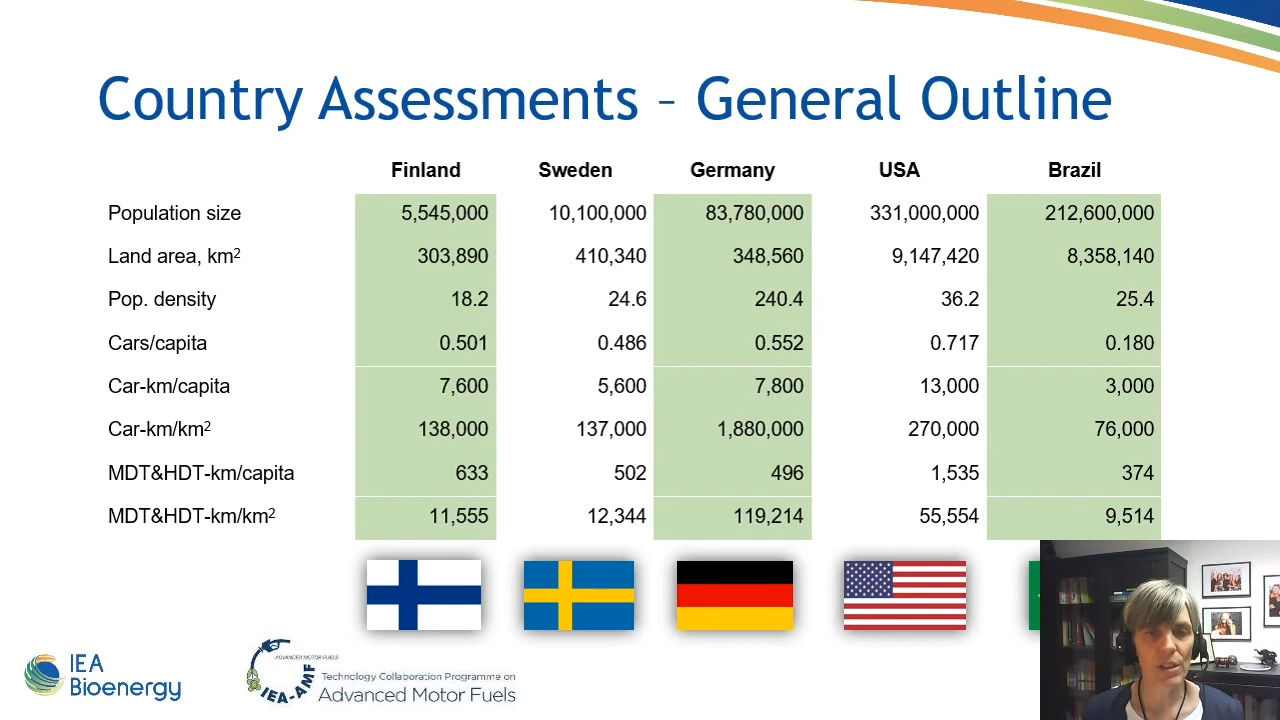 Country Assessments – General Outline
Finland Sweden Germany USA Brazil
Population size 5,545,000 10,100,000 83,780,000 331,000,000 212,600,000
Land area, km² 303,890 410,340 348,560 9,147,420 8,358,140
Pop. density 18.2 24.6 240.4 36.2 25.4
Cars/capita 0.501 0.486 0.552 0.717 0.180
Car-km/capita 7,600 5,600 7,800 13,000 3,000
Car-km/km² 138,000 137,000 1,880,000 270,000 76,000
MDT&HDT-km/capita 633 502 496 1,535 374
MDT&HDT-km/km² 11,555 12,344 119,214 55,554 9,514
IEA
Bioenergy
ADVANCED MOTOR FUELS
IEA-AMF
Technology Collaboration Programme on
Advanced Motor Fuels